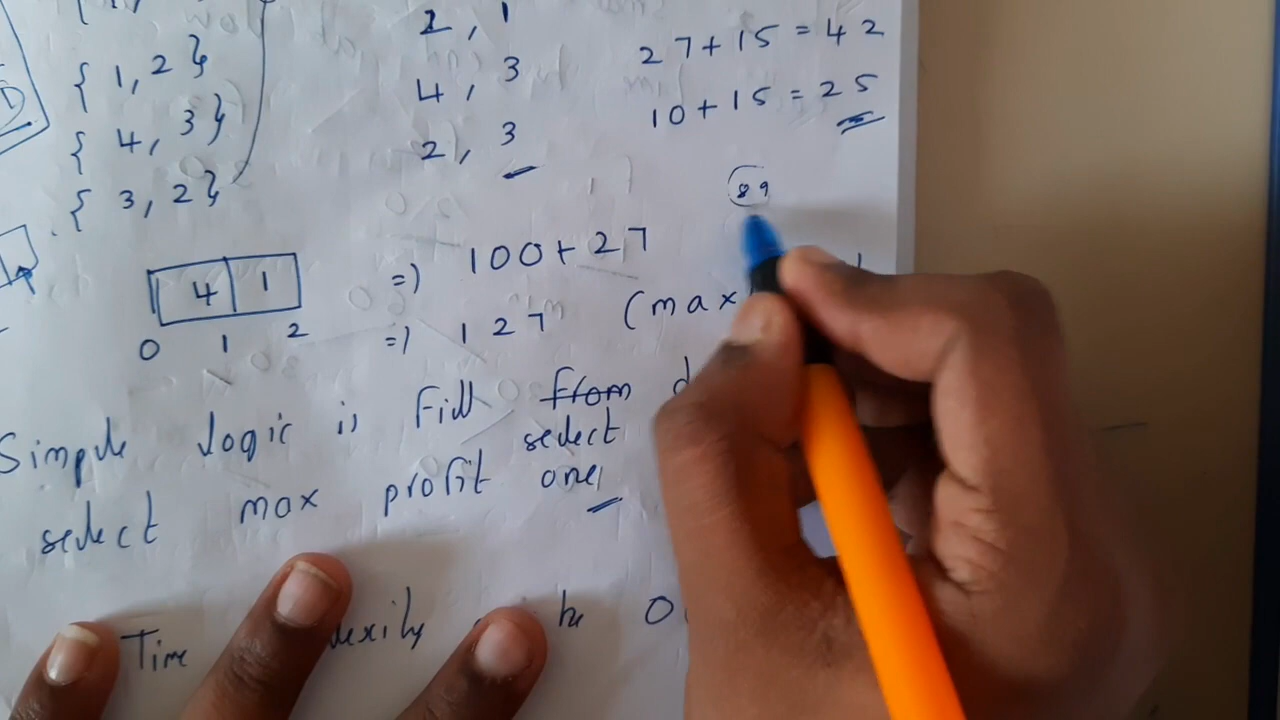 { 1, 2 }
{ 4, 3 }
{ 3, 2 }
2, 1
4, 3
2, 3
27 + 15 = 42
10 + 15 = 25
89
4 1
0 1 2
=) 100 + 27
=) 127 (max
Simple logic is Fill from
select
select max profit one
Time